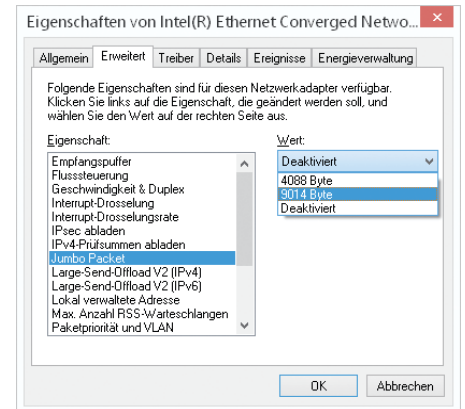 Eigenschaften von Intel(R) Ethernet Converged Netwo...
Allgemein Erweitert Treiber Details Ereignisse Energieverwaltung
Folgende Eigenschaften sind für diesen Netzwerkadapter verfügbar.
Klicken Sie links auf die Eigenschaft, die geändert werden soll, und
wählen Sie den Wert auf der rechten Seite aus.
Eigenschaft:
Empfangspuffer
Flusssteuerung
Geschwindigkeit & Duplex
Interrupt-Drosselung
Interrupt-Drosselungsrate
IPsec abladen
IPv4-Prüfsummen abladen
Jumbo Packet
Large-Send-Offload V2 (IPv4)
Large-Send-Offload V2 (IPv6)
Lokal verwaltete Adresse
Max. Anzahl RSS-Warteschlangen
Paketpriorität und VLAN
Wert:
Deaktiviert
4088 Byte
9014 Byte
Deaktiviert
OK Abbrechen